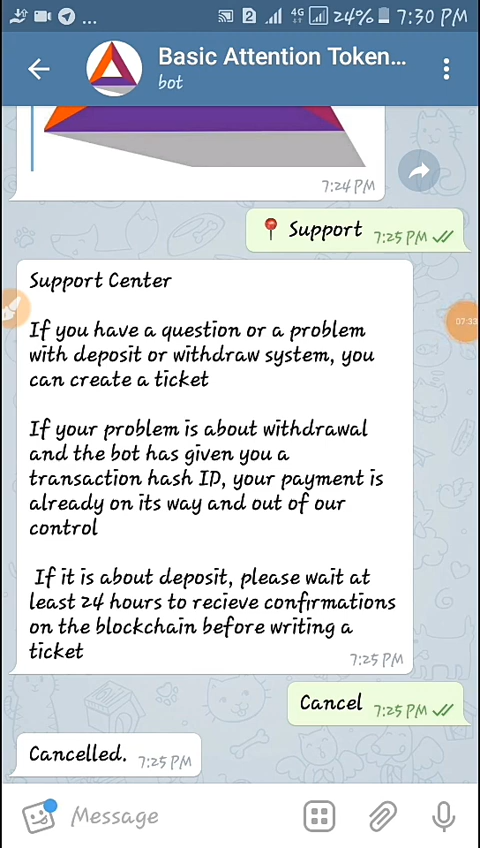 ... 4G 24% 7:30 PM
Basic Attention Token...
bot
7:24 PM
Support 7:25 PM
Support Center
If you have a question or a problem
with deposit or withdraw system, you
can create a ticket
If your problem is about withdrawal
and the bot has given you a
transaction hash ID, your payment is
already on its way and out of our
control
If it is about deposit, please wait at
least 24 hours to recieve confirmations
on the blockchain before writing a
ticket
7:25 PM
07:33
Cancel 7:25 PM
Cancelled. 7:25 PM
Message